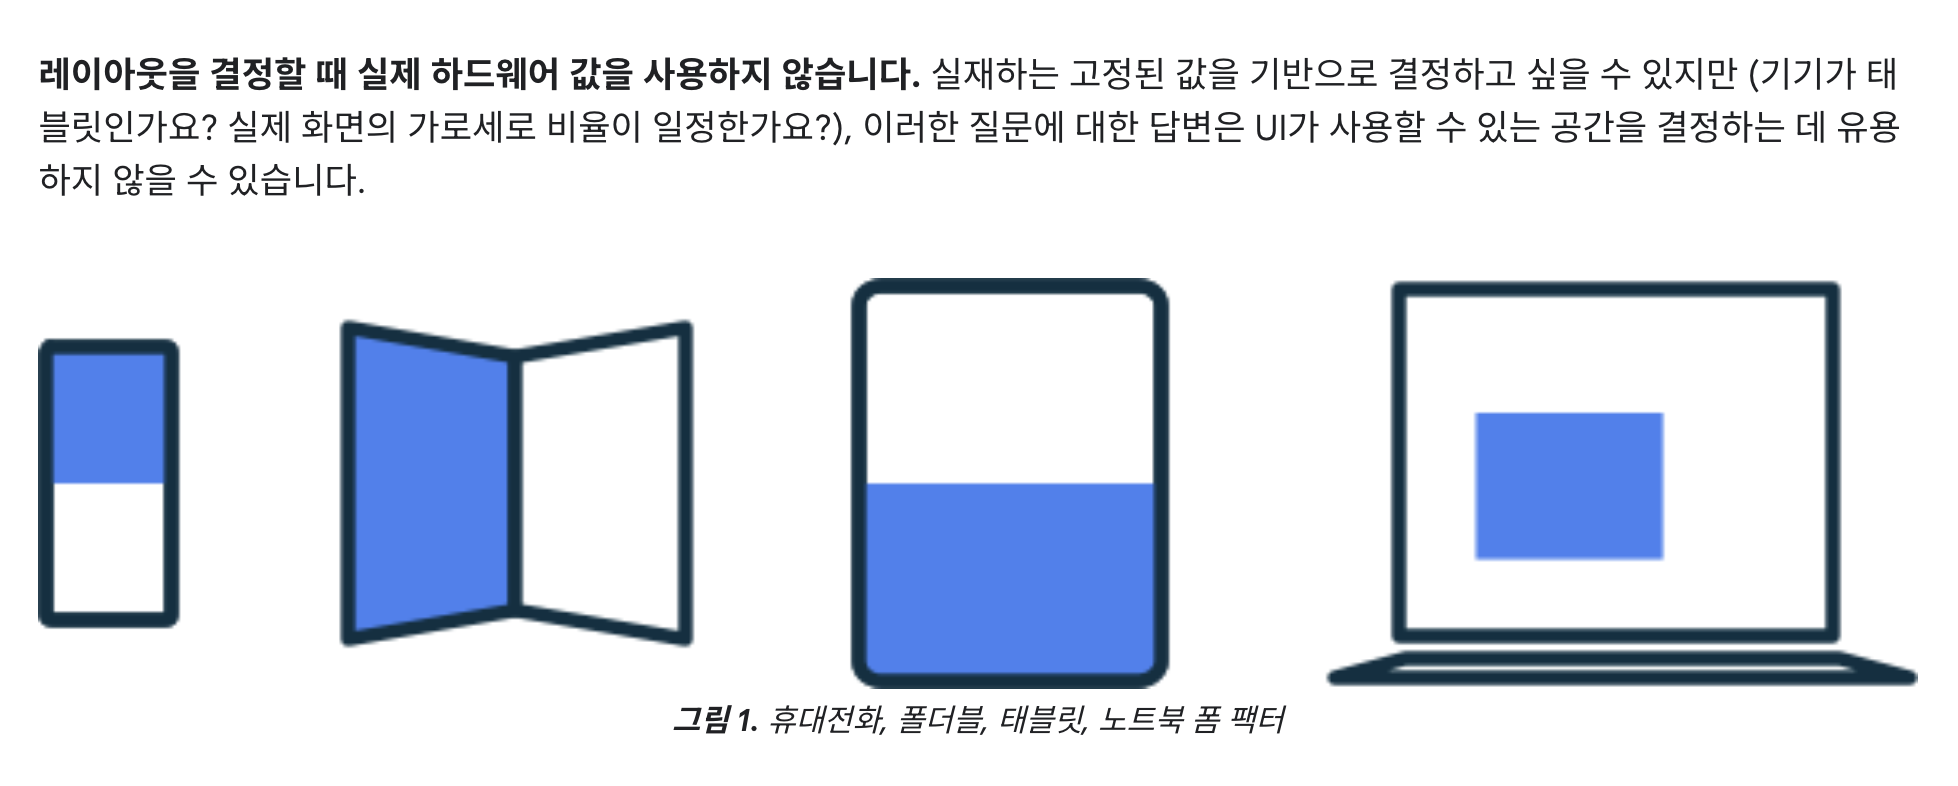 레이아웃을 결정할 때 실제 하드웨어 값을 사용하지 않습니다. 실재하는 고정된 값을 기반으로 결정하고 싶을 수 있지만 (기기가 태
블릿인가요? 실제 화면의 가로세로 비율이 일정한가요?), 이러한 질문에 대한 답변은 UI가 사용할 수 있는 공간을 결정하는 데 유용
하지 않을 수 있습니다.
그림 1. 휴대전화, 폴더블, 태블릿, 노트북 폼 팩터